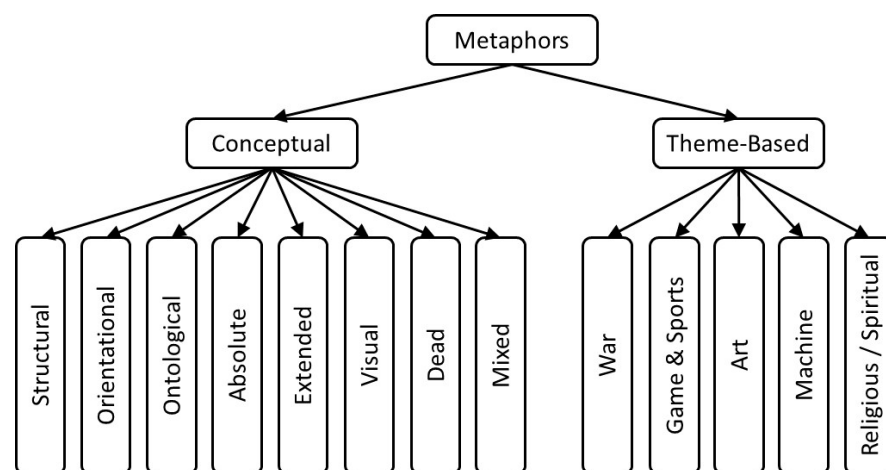 Metaphors
Conceptual
Theme-Based
Structural
Orientational
Ontological
Absolute
Extended
Visual
Dead
Mixed
War
Game & Sports
Art
Machine
Religious / Spiritual